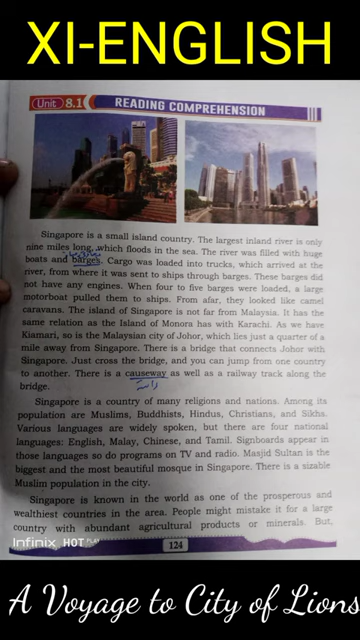 XI-ENGLISH
Unit 8.1 READING COMPREHENSION
Singapore is a small island country. The largest inland river is only
nine miles long, which floods in the sea. The river was filled with huge
boats and barges. Cargo was loaded into trucks, which arrived at the
river, from where it was sent to ships through barges. These barges did
not have any engines. When four to five barges were loaded, a large
motorboat pulled them to ships. From afar, they looked like camel
caravans. The island of Singapore is not far from Malaysia. It has the
same relation as the Island of Monora has with Karachi. As we have
Kiamari, so is the Malaysian city of Johor, which lies just a quarter of a
mile away from Singapore. There is a bridge that connects Johor with
Singapore. Just cross the bridge, and you can jump from one country
to another. There is a causeway as well as a railway track along the
bridge.
Singapore is a country of many religions and nations. Among its
population are Muslims, Buddhists, Hindus, Christians, and Sikhs.
Various languages are widely spoken, but there are four national
languages: English, Malay, Chinese, and Tamil. Signboards appear in
those languages so do programs on TV and radio. Masjid Sultan is the
biggest and the most beautiful mosque in Singapore. There is a sizable
Muslim population in the city.
Singapore is known in the world as one of the prosperous and
wealthiest countries in the area. People might mistake it for a large
country with abundant agricultural products or minerals. But,
Infinix HOT PLAY
124
A Voyage to City of Lions